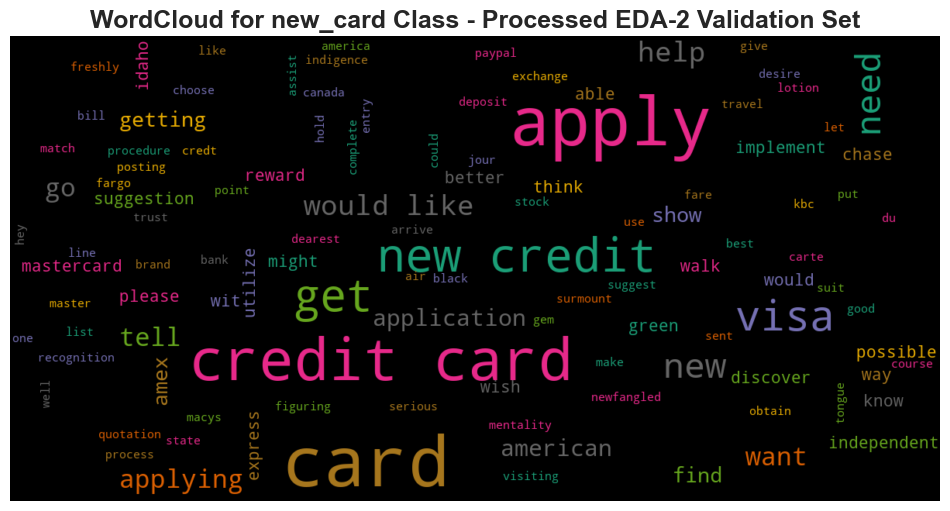 WordCloud for new_card Class - Processed EDA-2 Validation Set
like
america
indigence
freshly
idaho
assist
paypal
help
give
exchange
desire
lotion
need
choose
canada
able
deposit
travel
bill
getting
hold
entry
apply
let
match
procedure
credt
complete
could
implement
chase
posting
fargo
reward
jour
better
think
go
suggestion
point
would like
stock
fare
put
kbc
trust
show
use
du
hey
arrive
dearest
line
bank
new credit
best
carte
mastercard
brand
utilize
might
air
black
walk
would
suit
suggest
master
please
wit
get
surmount
visa
good
application
gem
green
one
list
tell
sent
recognition
credit card
make
new
possible
course
amex
discover
way
well
wish
newfangled
know
macys
figuring
serious
obtain
tongue
quotation
state
express
mentality
independent
process
card
american
want
applying
visiting
find